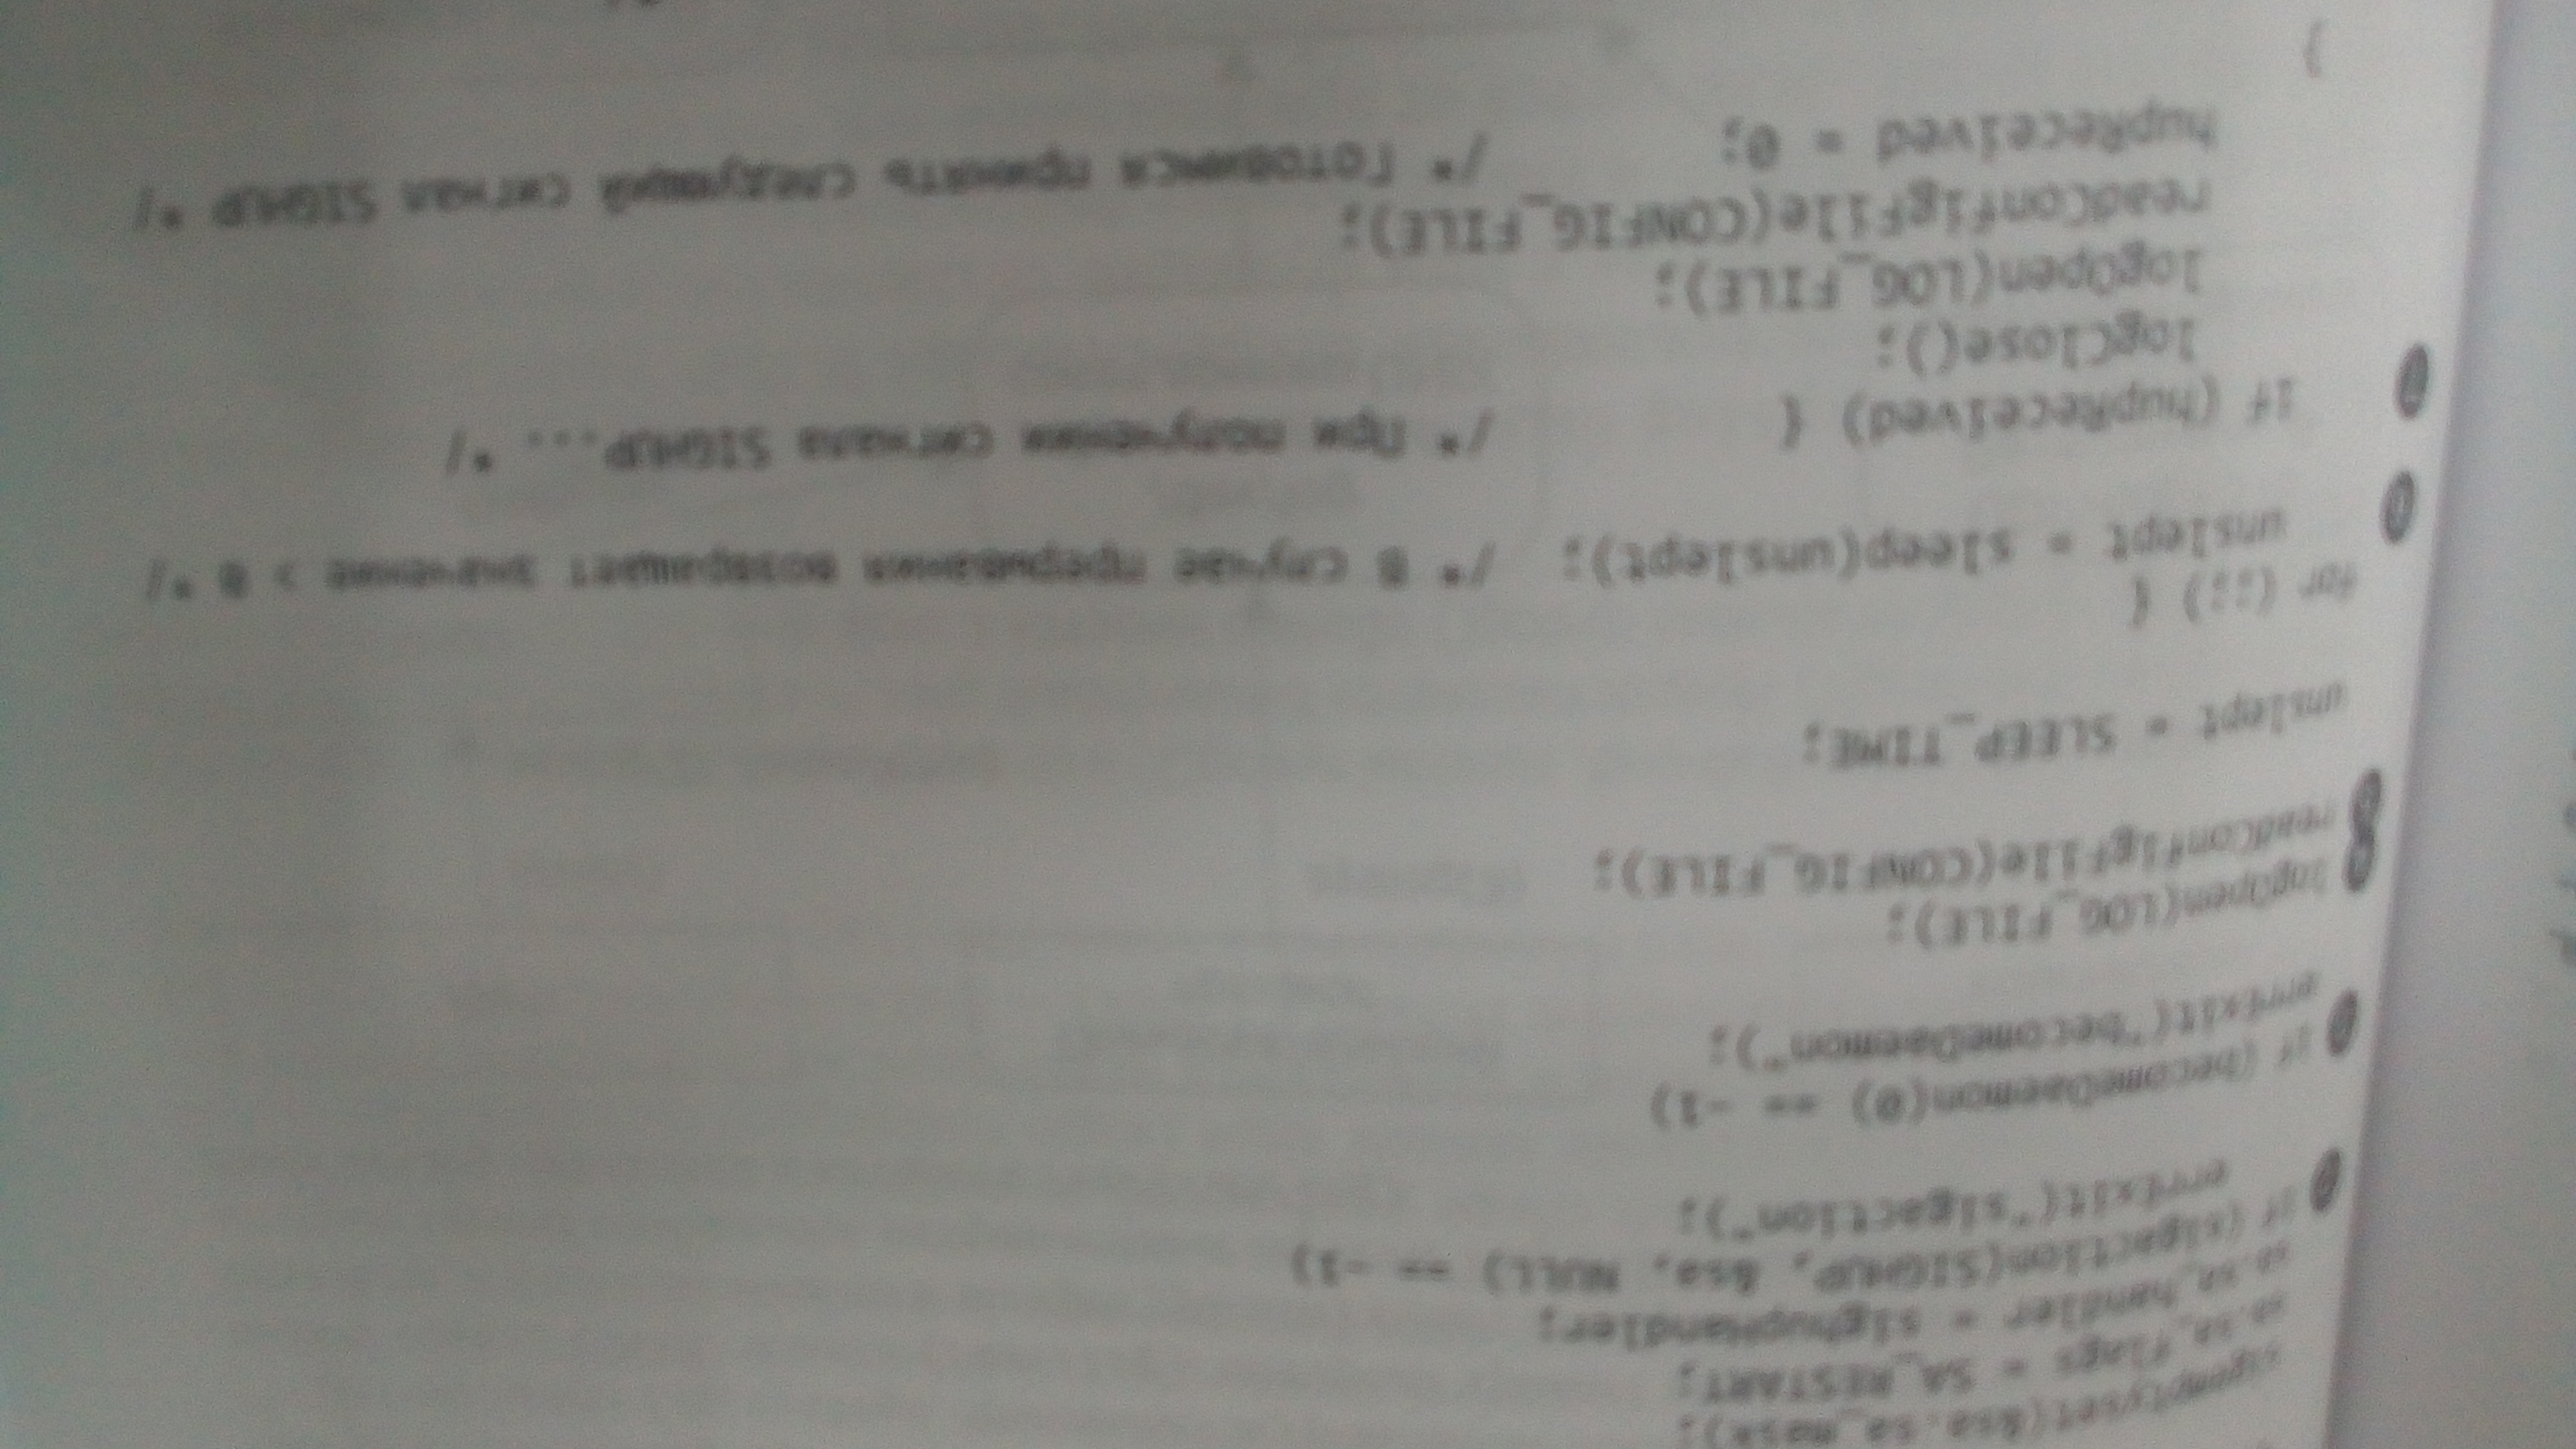 sigemptyset(&sa.sa_mask);
sa.sa_flags = SA_RESTART;
sa.sa_handler = sighupHandler;
if (sigaction(SIGHUP, &sa, NULL) == -1)
errExit("sigaction");
if (becomeDaemon(0) == -1)
errExit("becomeDaemon");
logOpen(LOG_FILE);
readConfigFile(CONFIG_FILE);
unslept = SLEEP_TIME;
for (;;) {
unslept = sleep(unslept); /* В случае прерывания возвращает значение > 0 */
if (hupReceived) { /* При получении сигнала SIGHUP... */
logClose();
logOpen(LOG_FILE);
readConfigFile(CONFIG_FILE);
hupReceived = 0; /* Готовимся принять следующий сигнал SIGHUP */
}